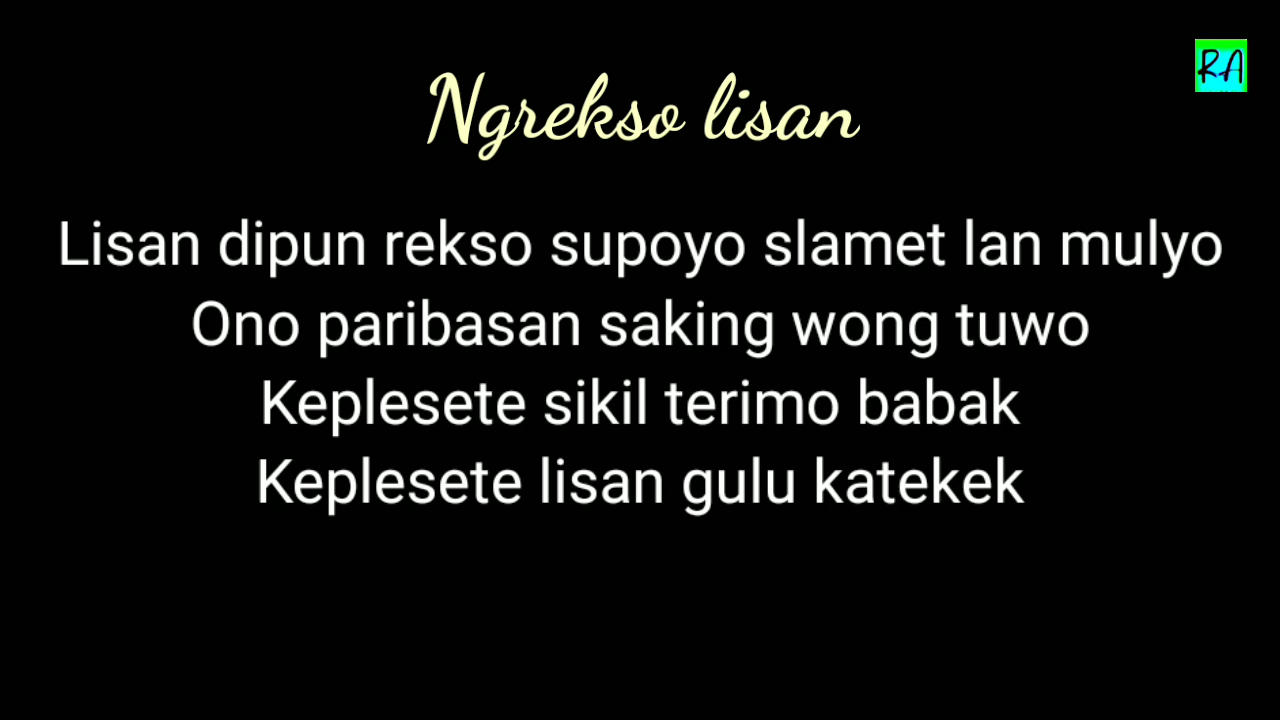 RA
Ngrekso lisan
Lisan dipun rekso supoyo slamet lan mulyo
Ono paribasan saking wong tuwo
Keplesete sikil terimo babak
Keplesete lisan gulu katekek